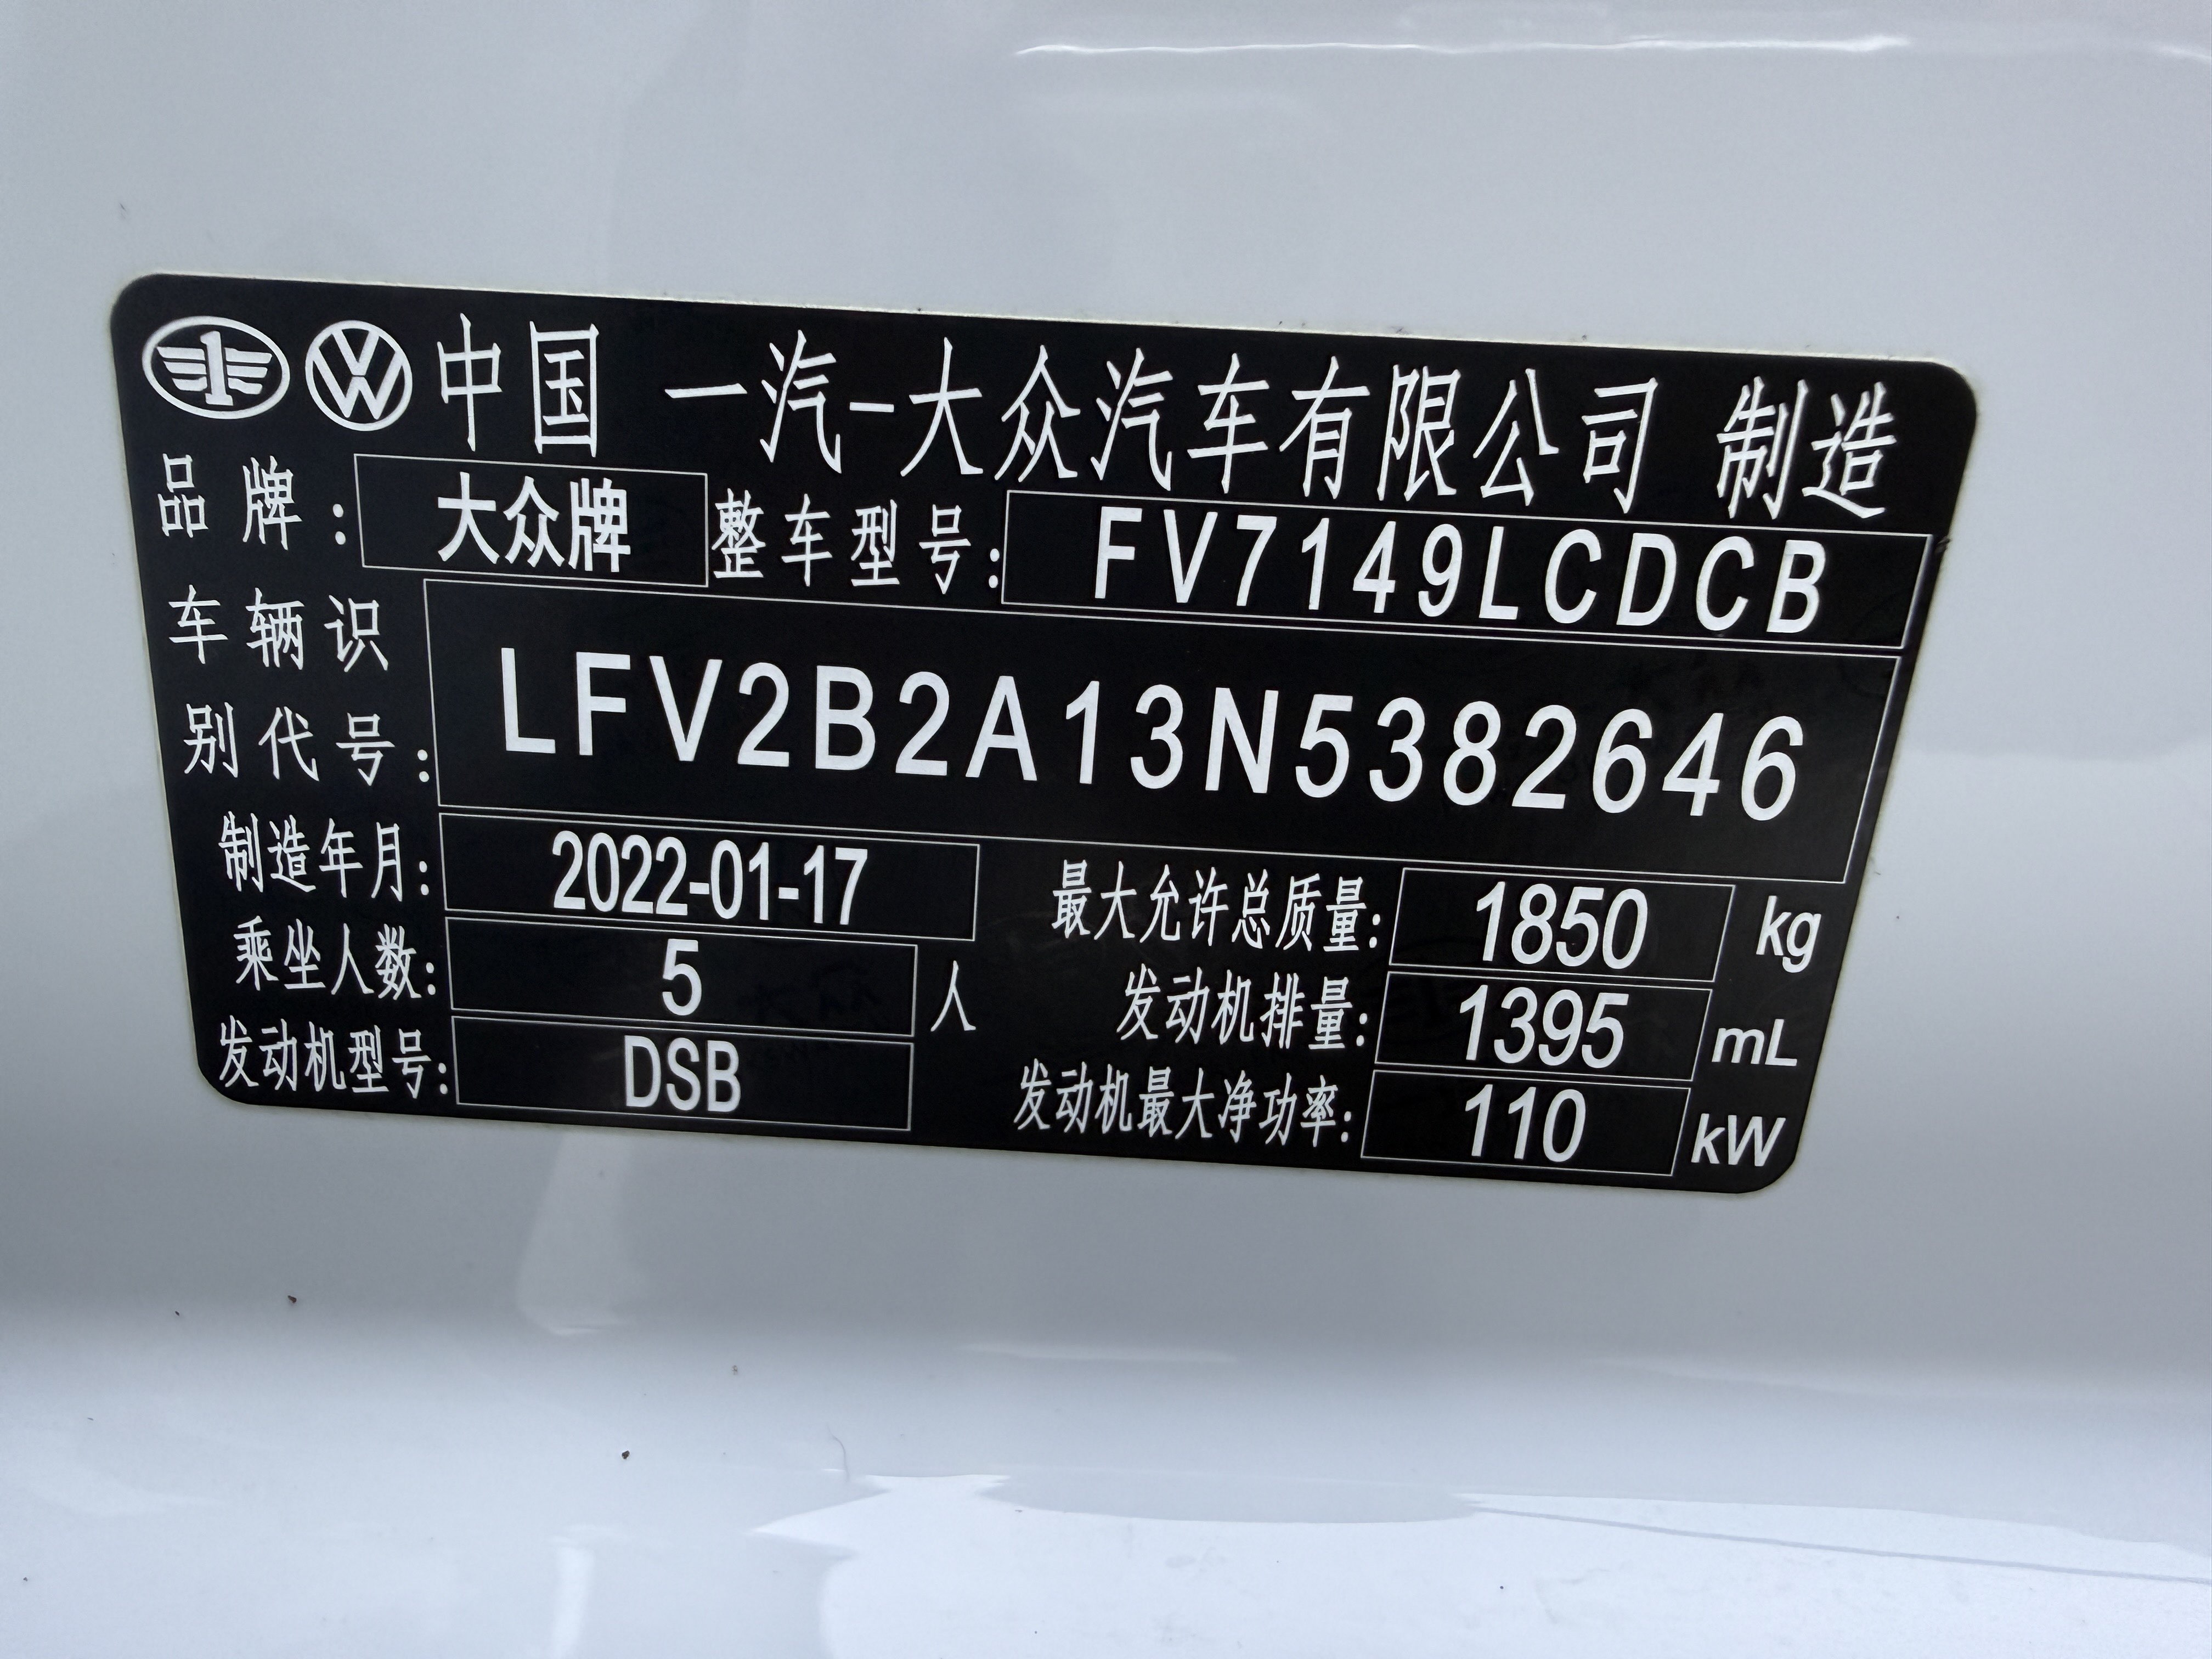 中国 一汽-大众汽车有限公司 制造
品牌: 大众牌 整车型号: FV7149LCDCB
车辆识别代号: LFV2B2A13N5382646
制造年月: 2022-01-17 最大允许总质量: 1850 kg
乘坐人数: 5 人 发动机排量: 1395 mL
发动机型号: DSB 发动机最大净功率: 110 kW